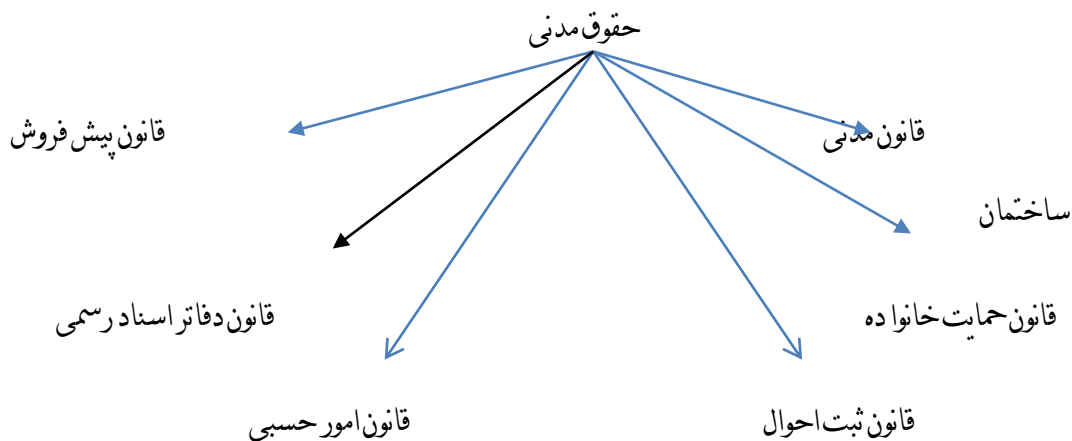 حقوق مدنی
قانون مدنی قانون پیش فروش
ساختمان
قانون حمایت خانواده قانون دفاتر اسناد رسمی
قانون ثبت احوال قانون امور حسبی